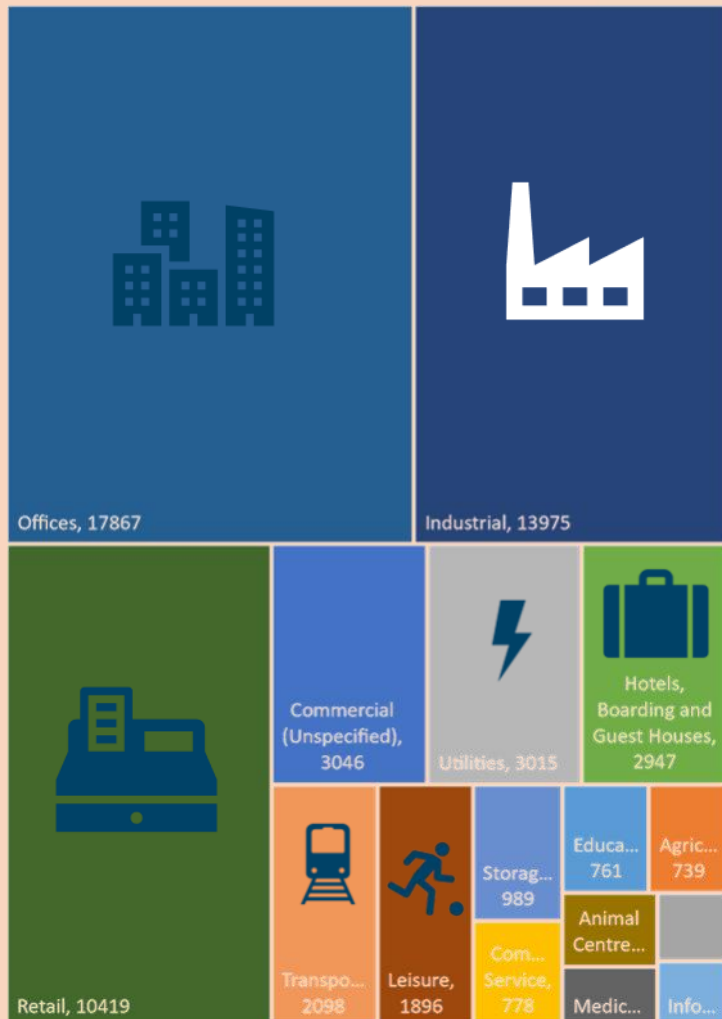 Offices, 17867
Industrial, 13975
Retail, 10419
Commercial
(Unspecified),
3046
Utilities, 3015
Hotels,
Boarding and
Guest Houses,
2947
Transpo...
2098
Leisure,
1896
Storag...
989
Com...
Service,
778
Educa...
761
Agric...
739
Animal
Centre...
Medic...
Info...